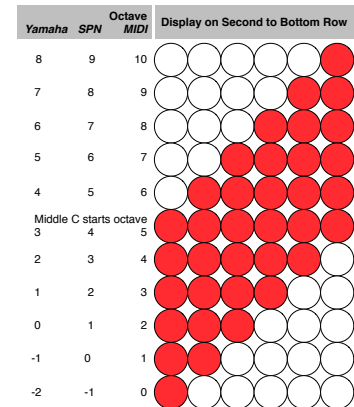 Octave
Yamaha SPN MIDI Display on Second to Bottom Row
8 9 10
7 8 9
6 7 8
5 6 7
4 5 6
Middle C starts octave
3 4 5
2 3 4
1 2 3
0 1 2
-1 0 1
-2 -1 0